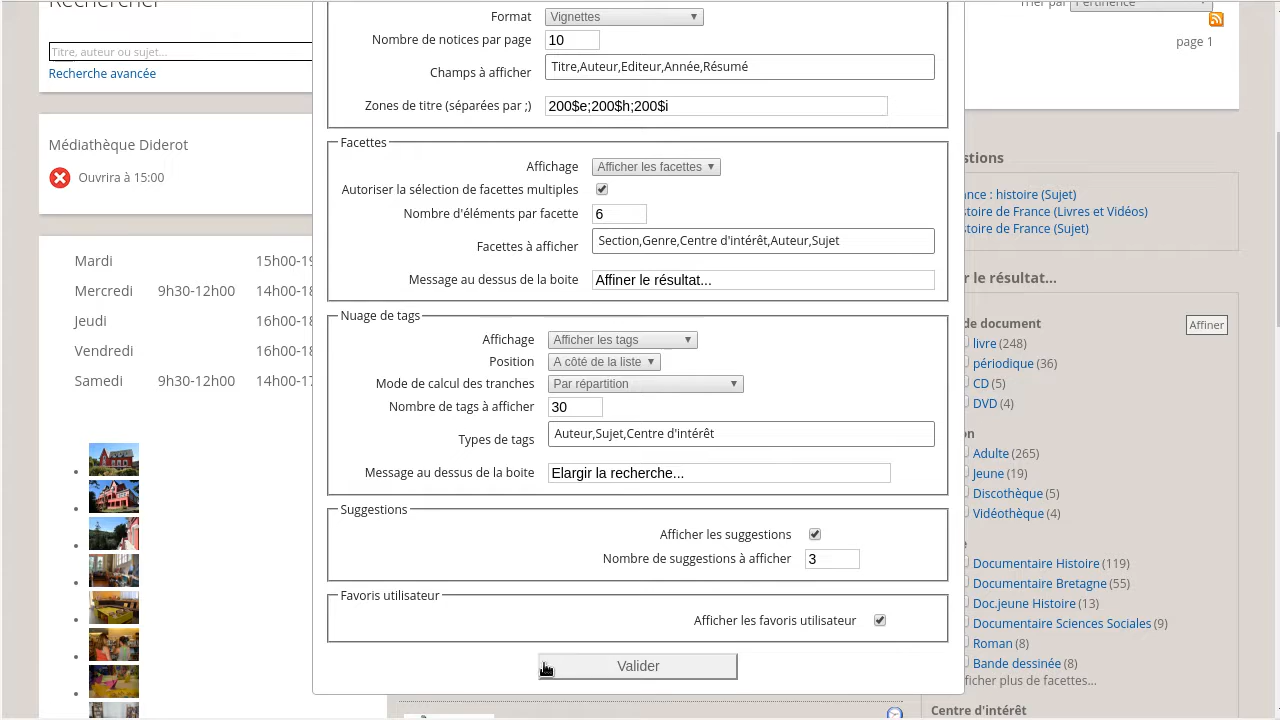 Rechercher
Titre, auteur ou sujet...
Recherche avancée
Médiathèque Diderot
Ouvrira à 15:00
Mardi 15h00-19
Mercredi 9h30-12h00 14h00-18
Jeudi 16h00-18
Vendredi 16h00-18
Samedi 9h30-12h00 14h00-17
Format Vignettes
Nombre de notices par page 10
Champs à afficher Titre,Auteur,Editeur,Année,Résumé
Zones de titre (séparées par ;) 200$e;200$h;200$i
Facettes
Affichage Afficher les facettes
Autoriser la sélection de facettes multiples
Nombre d'éléments par facette 6
Facettes à afficher Section,Genre,Centre d'intérêt,Auteur,Sujet
Message au dessus de la boite Affiner le résultat...
Nuage de tags
Affichage Afficher les tags
Position A côté de la liste
Mode de calcul des tranches Par répartition
Nombre de tags à afficher 30
Types de tags Auteur,Sujet,Centre d'intérêt
Message au dessus de la boite Elargir la recherche...
Suggestions
Afficher les suggestions
Nombre de suggestions à afficher 3
Favoris utilisateur
Afficher les favoris utilisateur
Valider
Trier par Pertinence
page 1
stions
nce : histoire (Sujet)
stoire de France (Livres et Vidéos)
stoire de France (Sujet)
r le résultat...
de document
Affiner
livre (248)
périodique (36)
CD (5)
DVD (4)
on
Adulte (265)
Jeune (19)
Discothèque (5)
Vidéothèque (4)
e
Documentaire Histoire (119)
Documentaire Bretagne (55)
Doc.jeune Histoire (13)
Documentaire Sciences Sociales (9)
Roman (8)
Bande dessinée (8)
fficher plus de facettes...
Centre d'intérêt